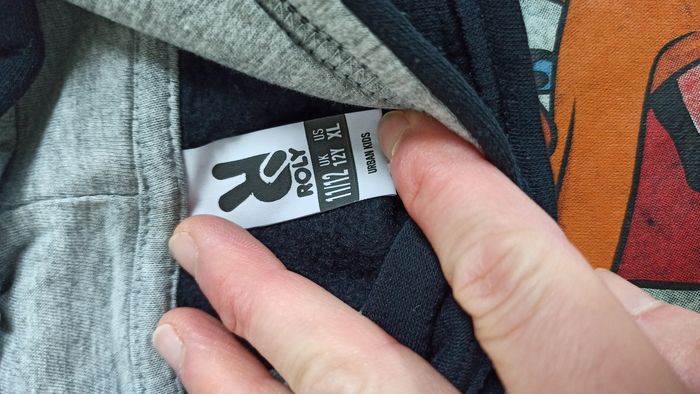 ROLY
11/12
UK US
12Y XL
URBAN KIDS